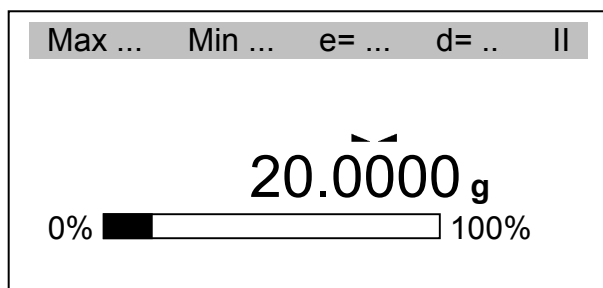 Max ... Min ... e= ... d= .. II
20.0000 g
0% 100%